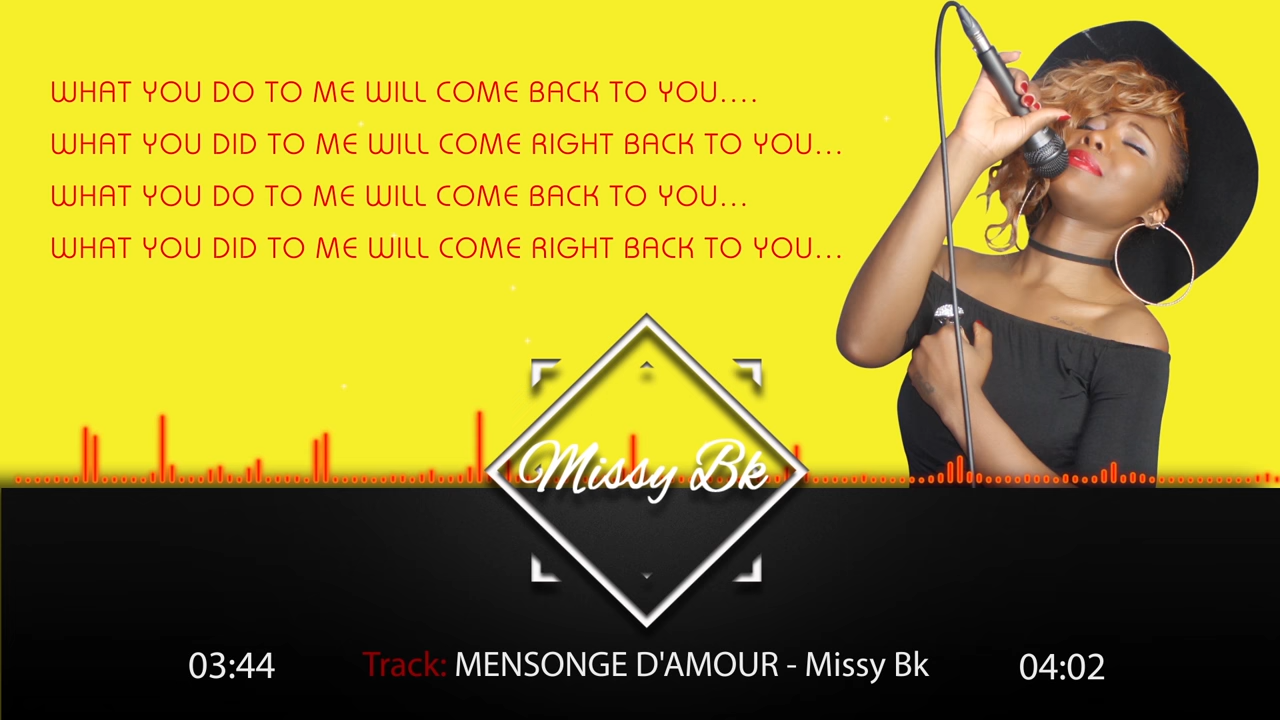 WHAT YOU DO TO ME WILL COME BACK TO YOU....
WHAT YOU DID TO ME WILL COME RIGHT BACK TO YOU...
WHAT YOU DO TO ME WILL COME BACK TO YOU...
WHAT YOU DID TO ME WILL COME RIGHT BACK TO YOU...
Missy Bk
03:44
Track: MENSONGE D'AMOUR - Missy Bk
04:02